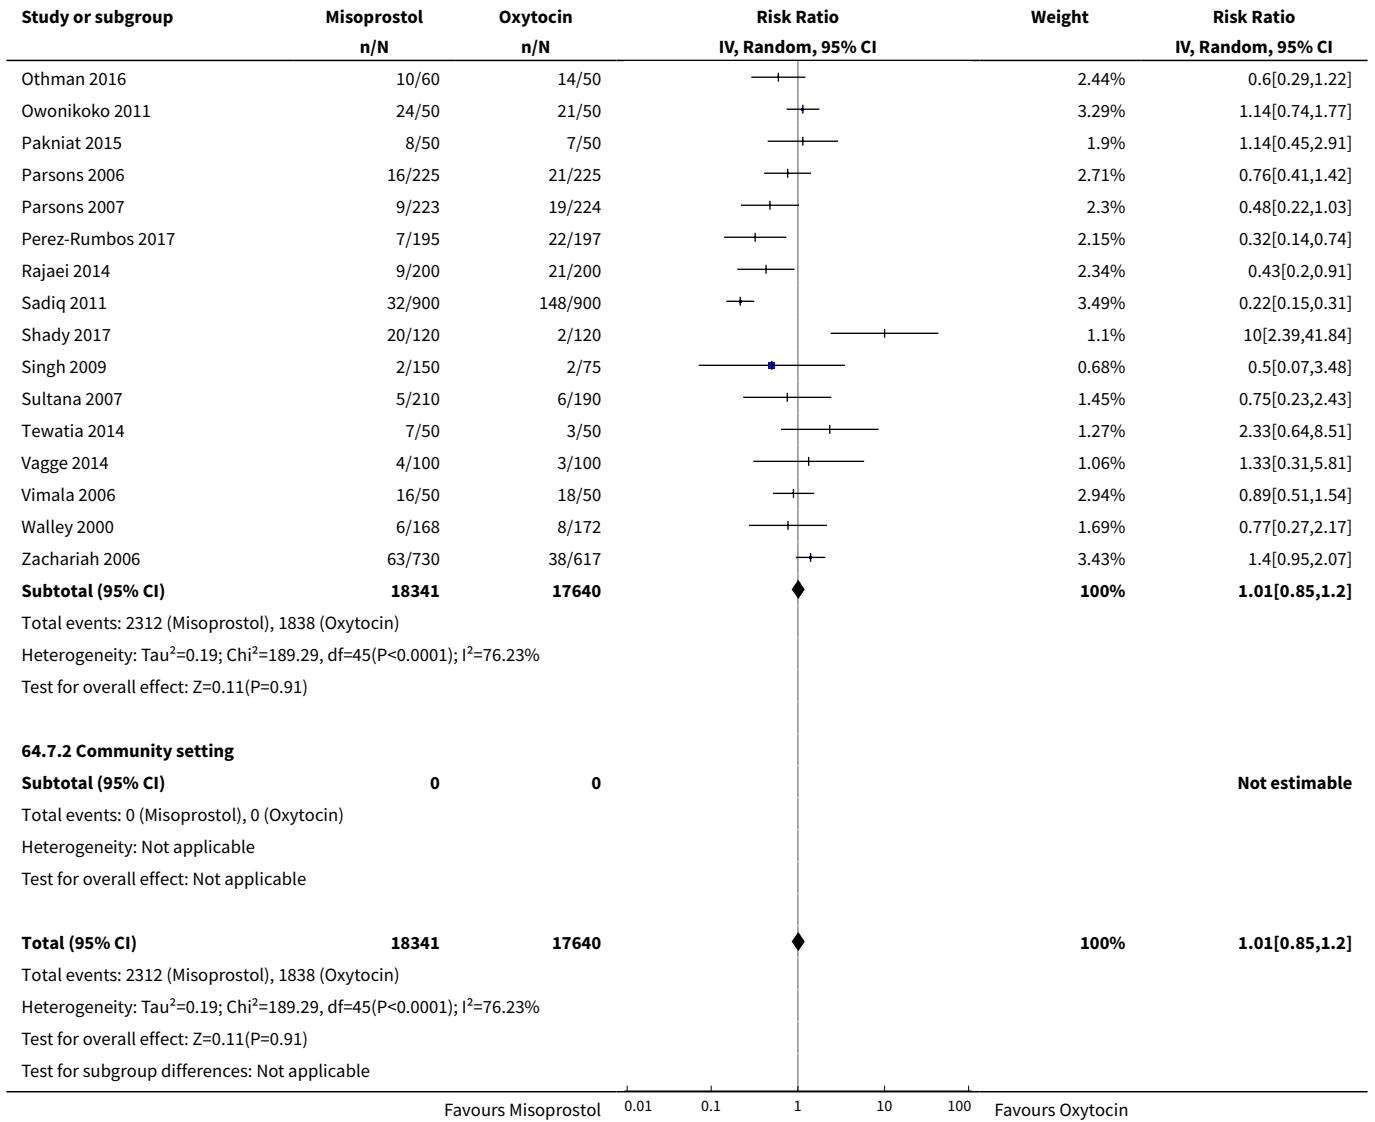 Study or subgroup Misoprostol Oxytocin Risk Ratio Weight Risk Ratio
n/N n/N IV, Random, 95% CI IV, Random, 95% CI
Othman 2016 10/60 14/50 2.44% 0.6[0.29,1.22]
Owonikoko 2011 24/50 21/50 3.29% 1.14[0.74,1.77]
Pakniat 2015 8/50 7/50 1.9% 1.14[0.45,2.91]
Parsons 2006 16/225 21/225 2.71% 0.76[0.41,1.42]
Parsons 2007 9/223 19/224 2.3% 0.48[0.22,1.03]
Perez-Rumbos 2017 7/195 22/197 2.15% 0.32[0.14,0.74]
Rajaei 2014 9/200 21/200 2.34% 0.43[0.2,0.91]
Sadiq 2011 32/900 148/900 3.49% 0.22[0.15,0.31]
Shady 2017 20/120 2/120 1.1% 10[2.39,41.84]
Singh 2009 2/150 2/75 0.68% 0.5[0.07,3.48]
Sultana 2007 5/210 6/190 1.45% 0.75[0.23,2.43]
Tewatia 2014 7/50 3/50 1.27% 2.33[0.64,8.51]
Vagge 2014 4/100 3/100 1.06% 1.33[0.31,5.81]
Vimala 2006 16/50 18/50 2.94% 0.89[0.51,1.54]
Walley 2000 6/168 8/172 1.69% 0.77[0.27,2.17]
Zachariah 2006 63/730 38/617 3.43% 1.4[0.95,2.07]
Subtotal (95% CI) 18341 17640 100% 1.01[0.85,1.2]
Total events: 2312 (Misoprostol), 1838 (Oxytocin)
Heterogeneity: Tau²=0.19; Chi²=189.29, df=45(P<0.0001); I²=76.23%
Test for overall effect: Z=0.11(P=0.91)
64.7.2 Community setting
Subtotal (95% CI) 0 0 Not estimable
Total events: 0 (Misoprostol), 0 (Oxytocin)
Heterogeneity: Not applicable
Test for overall effect: Not applicable
Total (95% CI) 18341 17640 100% 1.01[0.85,1.2]
Total events: 2312 (Misoprostol), 1838 (Oxytocin)
Heterogeneity: Tau²=0.19; Chi²=189.29, df=45(P<0.0001); I²=76.23%
Test for overall effect: Z=0.11(P=0.91)
Test for subgroup differences: Not applicable
Favours Misoprostol 0.01 0.1 1 10 100 Favours Oxytocin